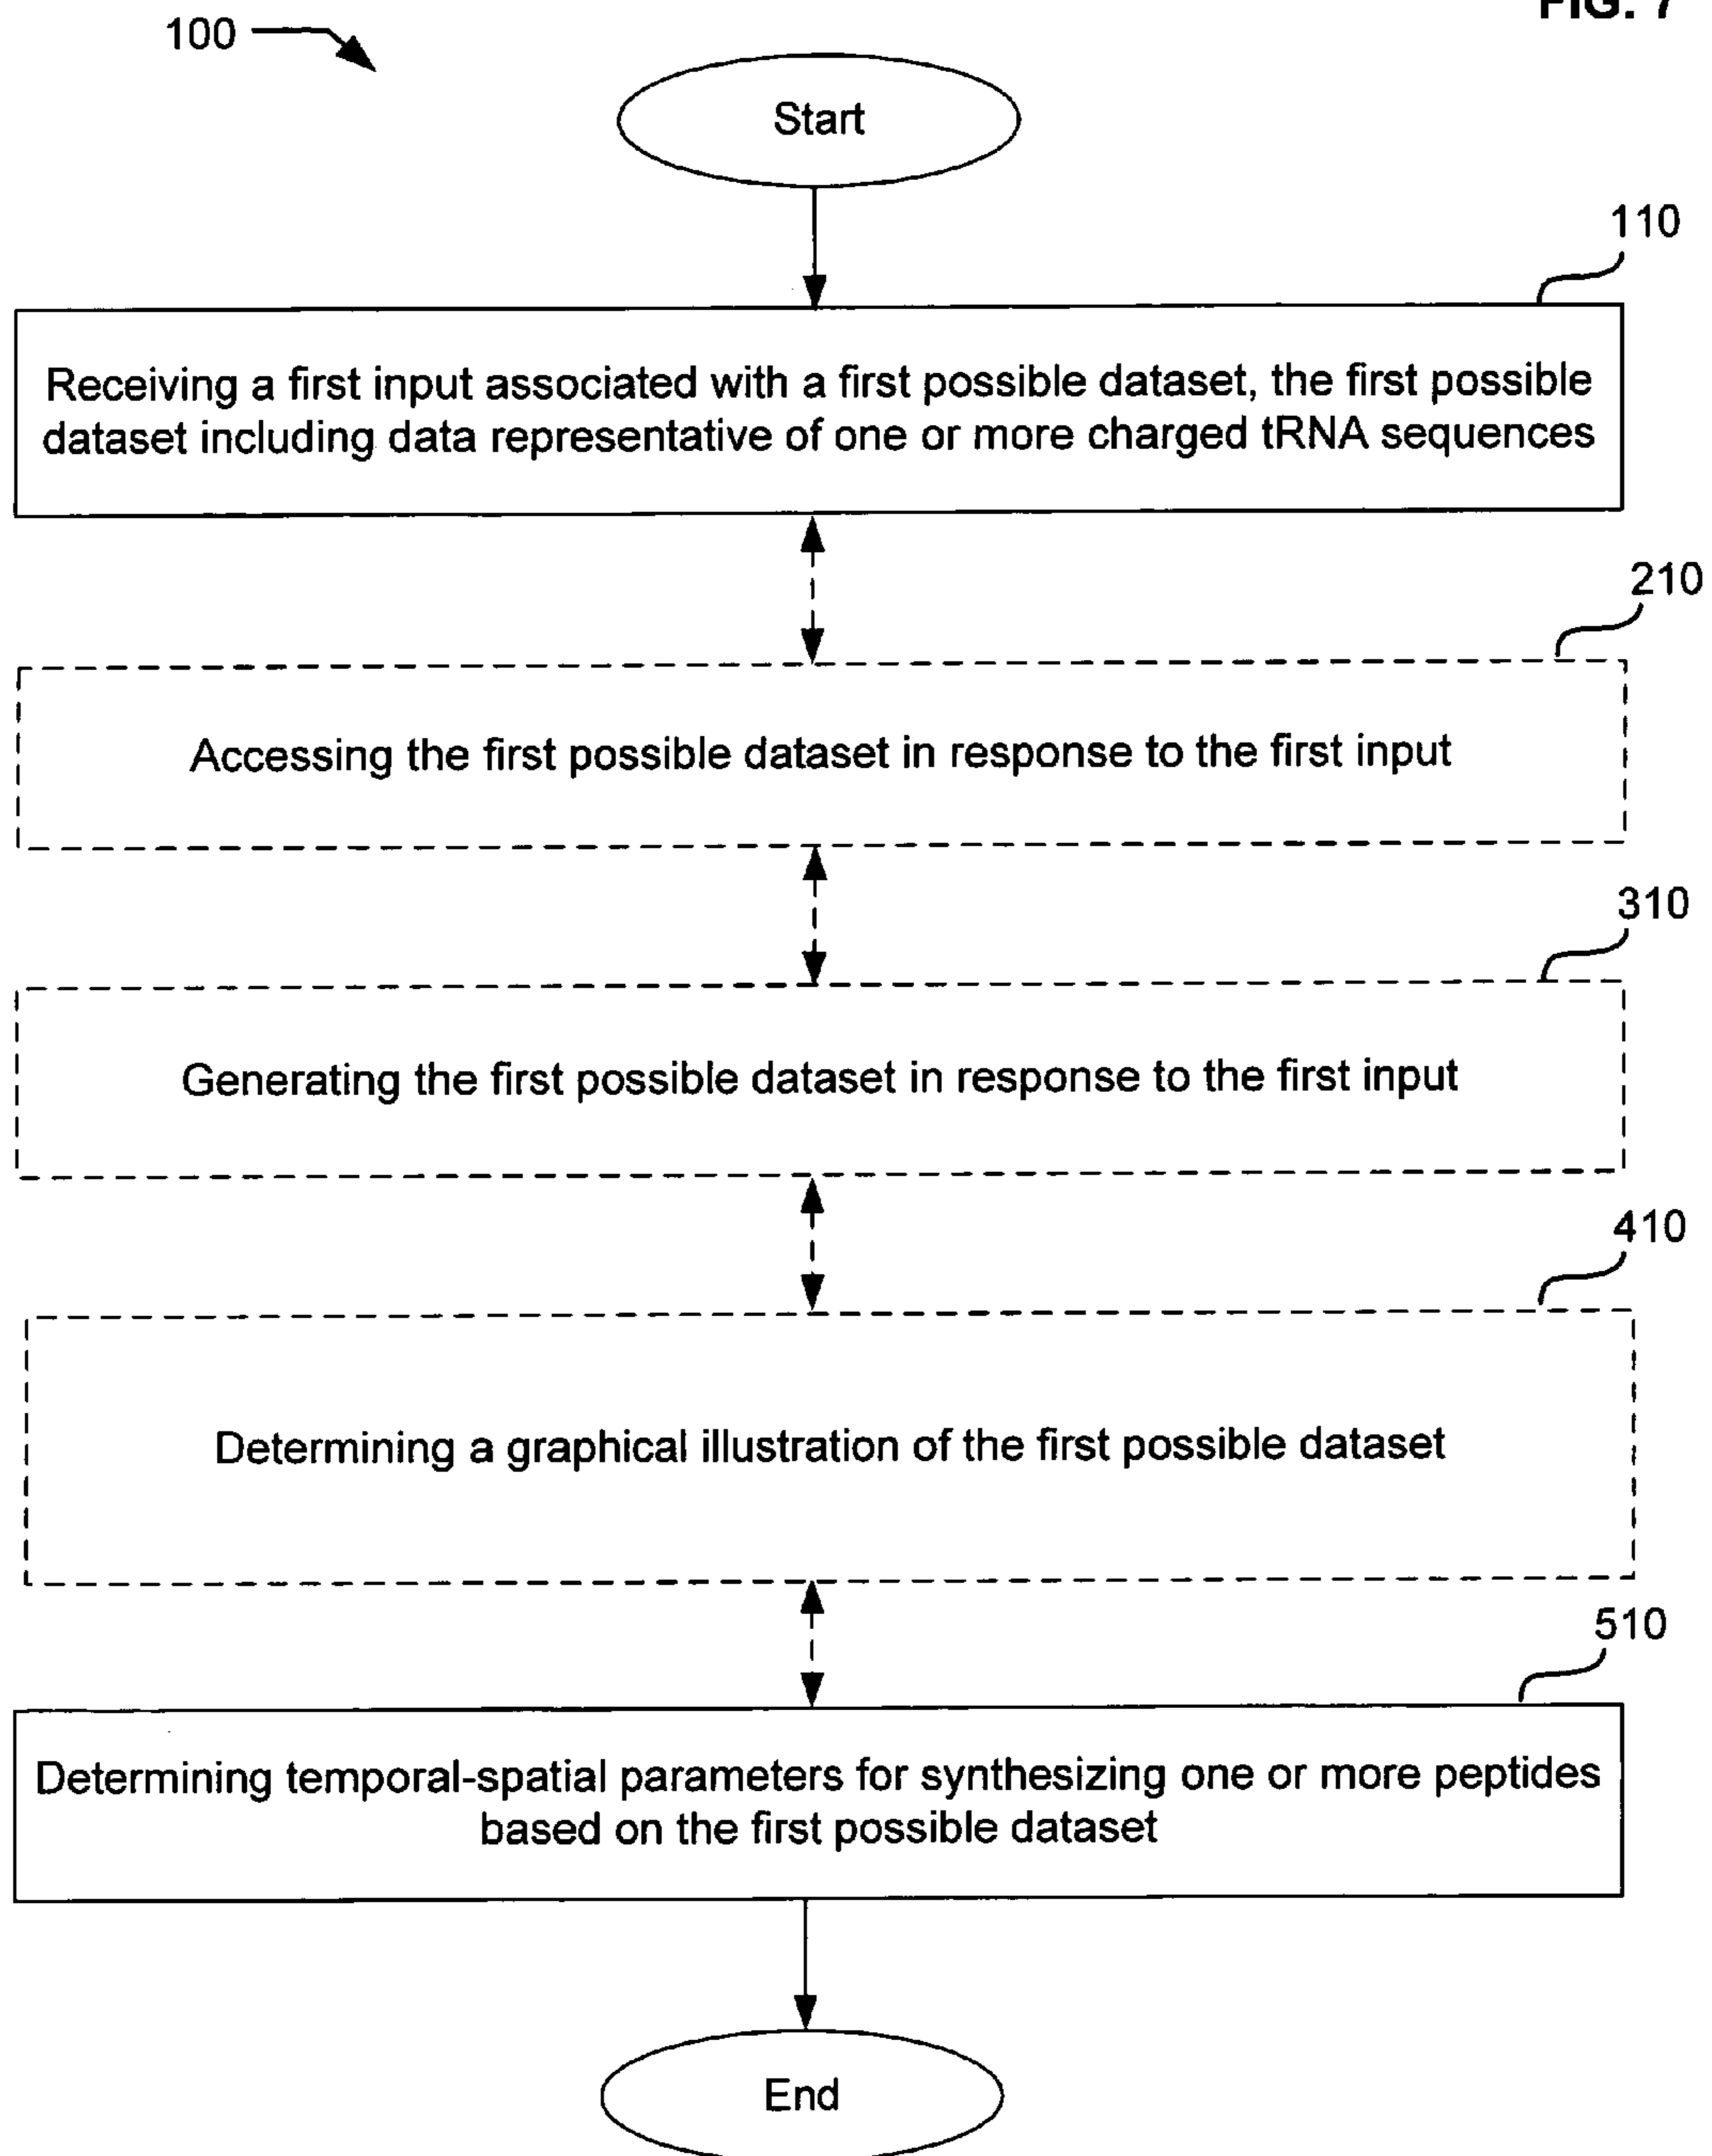 FIG. 7
100
Start
110
Receiving a first input associated with a first possible dataset, the first possible
dataset including data representative of one or more charged tRNA sequences
210
Accessing the first possible dataset in response to the first input
310
Generating the first possible dataset in response to the first input
410
Determining a graphical illustration of the first possible dataset
510
Determining temporal-spatial parameters for synthesizing one or more peptides
based on the first possible dataset
End